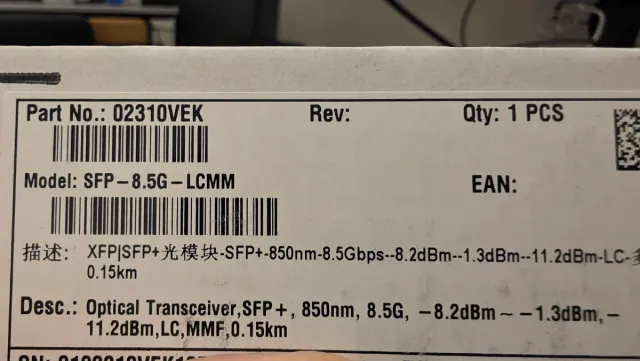 Part No.: 02310VEK Rev: Qty: 1 PCS
Model: SFP-8.5G-LCMM EAN:
描述: XFP|SFP+光模块-SFP+-850nm-8.5Gbps--8.2dBm--1.3dBm--11.2dBm-LC-
0.15km
Desc.: Optical Transceiver,SFP+, 850nm, 8.5G, -8.2dBm~-1.3dBm,-
11.2dBm,LC,MMF,0.15km